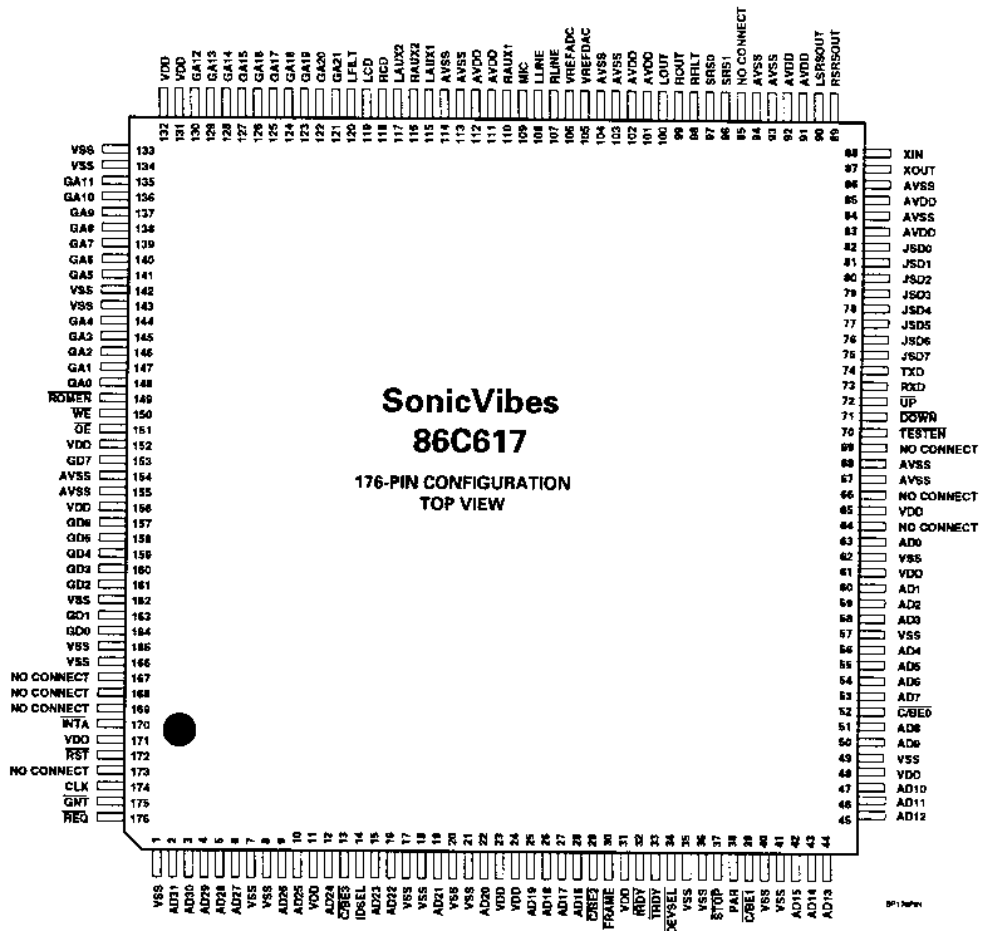 VDD VDD GA12 GA13 GA14 GA15 GA16 GA17 GA18 GA19 GA20 GA21 LFILT LCD RCD LAUX2 RAUX2 LAUX1 AVSS AVSS AVDD AVDD RAUX1 MIC LLINE RLINE VREFADC VREFDAC AVSS AVSS AVDD AVDD LOUT ROUT RFILT SRS0 SRS1 NO CONNECT AVSS AVSS AVDD AVDD LSRSOUT RSRSOUT
132 131 130 129 128 127 126 125 124 123 122 121 120 119 118 117 116 115 114 113 112 111 110 109 108 107 106 105 104 103 102 101 100 99 98 97 96 95 94 93 92 91 90 89
VSS 133
VSS 134
GA11 135
GA10 136
GA9 137
GA8 138
GA7 139
GA6 140
GA5 141
VSS 142
VSS 143
GA4 144
GA3 145
GA2 146
GA1 147
GA0 148
ROMEN 149
WE 150
OE 151
VDD 152
GD7 153
AVSS 154
AVSS 155
VDD 156
GD6 157
GD5 158
GD4 159
GD3 160
GD2 161
VSS 162
GD1 163
GD0 164
VSS 165
VSS 166
NO CONNECT 167
NO CONNECT 168
NO CONNECT 169
INTA 170
VDD 171
RST 172
NO CONNECT 173
CLK 174
GNT 175
REQ 176
SonicVibes
86C617
176-PIN CONFIGURATION
TOP VIEW
88 XIN
87 XOUT
86 AVSS
85 AVDD
84 AVSS
83 AVDD
82 JSD0
81 JSD1
80 JSD2
79 JSD3
78 JSD4
77 JSD5
76 JSD6
75 JSD7
74 TXD
73 RXD
72 UP
71 DOWN
70 TESTEN
69 NO CONNECT
68 AVSS
67 AVSS
66 NO CONNECT
65 VDD
64 NO CONNECT
63 AD0
62 VSS
61 VDD
60 AD1
59 AD2
58 AD3
57 VSS
56 AD4
55 AD5
54 AD6
53 AD7
52 C/BE0
51 AD8
50 AD9
49 VSS
48 VDD
47 AD10
46 AD11
45 AD12
1 2 3 4 5 6 7 8 9 10 11 12 13 14 15 16 17 18 19 20 21 22 23 24 25 26 27 28 29 30 31 32 33 34 35 36 37 38 39 40 41 42 43 44
VSS AD31 AD30 AD29 AD28 AD27 VSS VSS AD26 AD25 VDD AD24 C/BE3 IDSEL AD23 AD22 VSS VSS AD21 VSS VSS AD20 VDD VDD AD19 AD18 AD17 AD16 C/BE2 FRAME VDD IRDY TRDY DEVSEL VSS VSS STOP PAR C/BE1 VSS VSS AD15 AD14 AD13